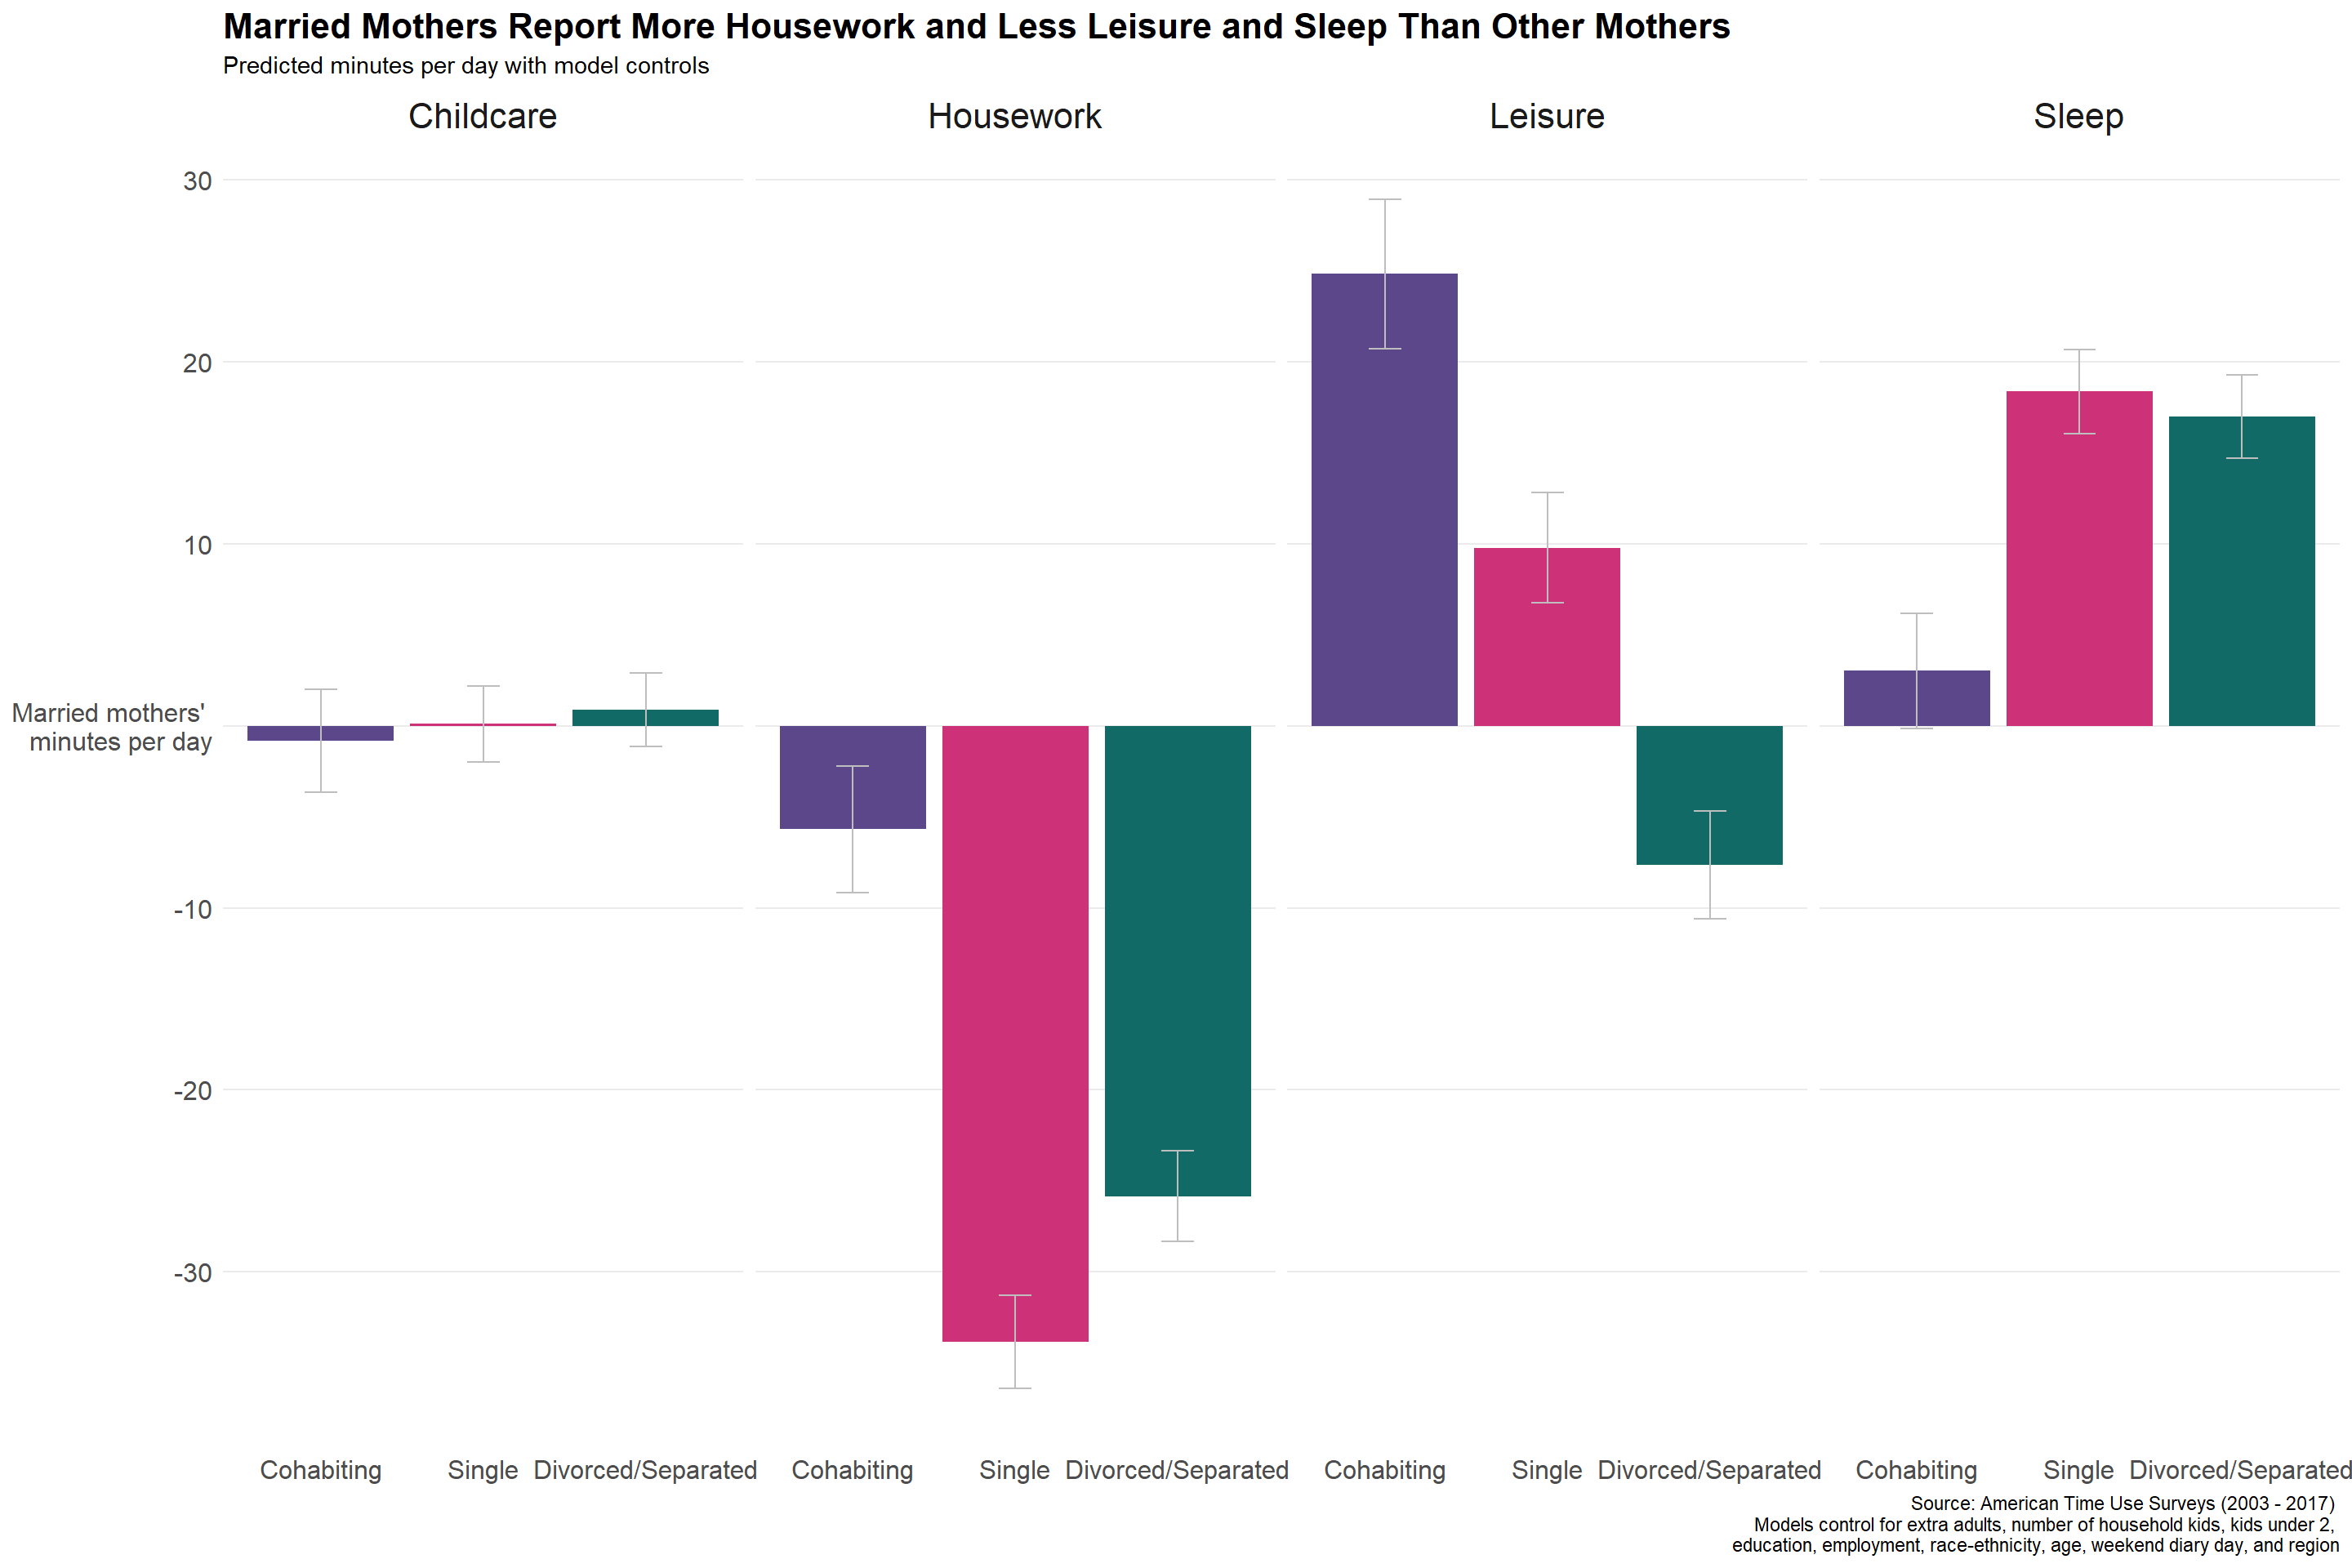 Married Mothers Report More Housework and Less Leisure and Sleep Than Other Mothers
Predicted minutes per day with model controls
Childcare
Housework
Leisure
Sleep
30
20
10
Married mothers'
minutes per day
-10
-20
-30
Cohabiting
Single
Divorced/Separated
Cohabiting
Single
Divorced/Separated
Cohabiting
Single
Divorced/Separated
Cohabiting
Single
Divorced/Separated
Source: American Time Use Surveys (2003 - 2017)
Models control for extra adults, number of household kids, kids under 2,
education, employment, race-ethnicity, age, weekend diary day, and region